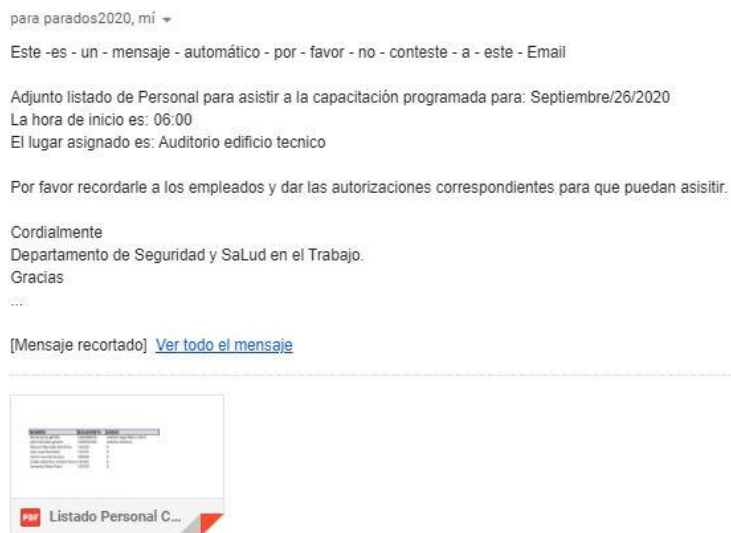 para parados2020, mí
Este -es - un - mensaje - automático - por - favor - no - conteste - a - este - Email
Adjunto listado de Personal para asistir a la capacitación programada para: Septiembre/26/2020
La hora de inicio es: 06:00
El lugar asignado es: Auditorio edificio tecnico
Por favor recordarle a los empleados y dar las autorizaciones correspondientes para que puedan asisitir.
Cordialmente
Departamento de Seguridad y SaLud en el Trabajo.
Gracias
...
[Mensaje recortado] Ver todo el mensaje
PDF Listado Personal C...